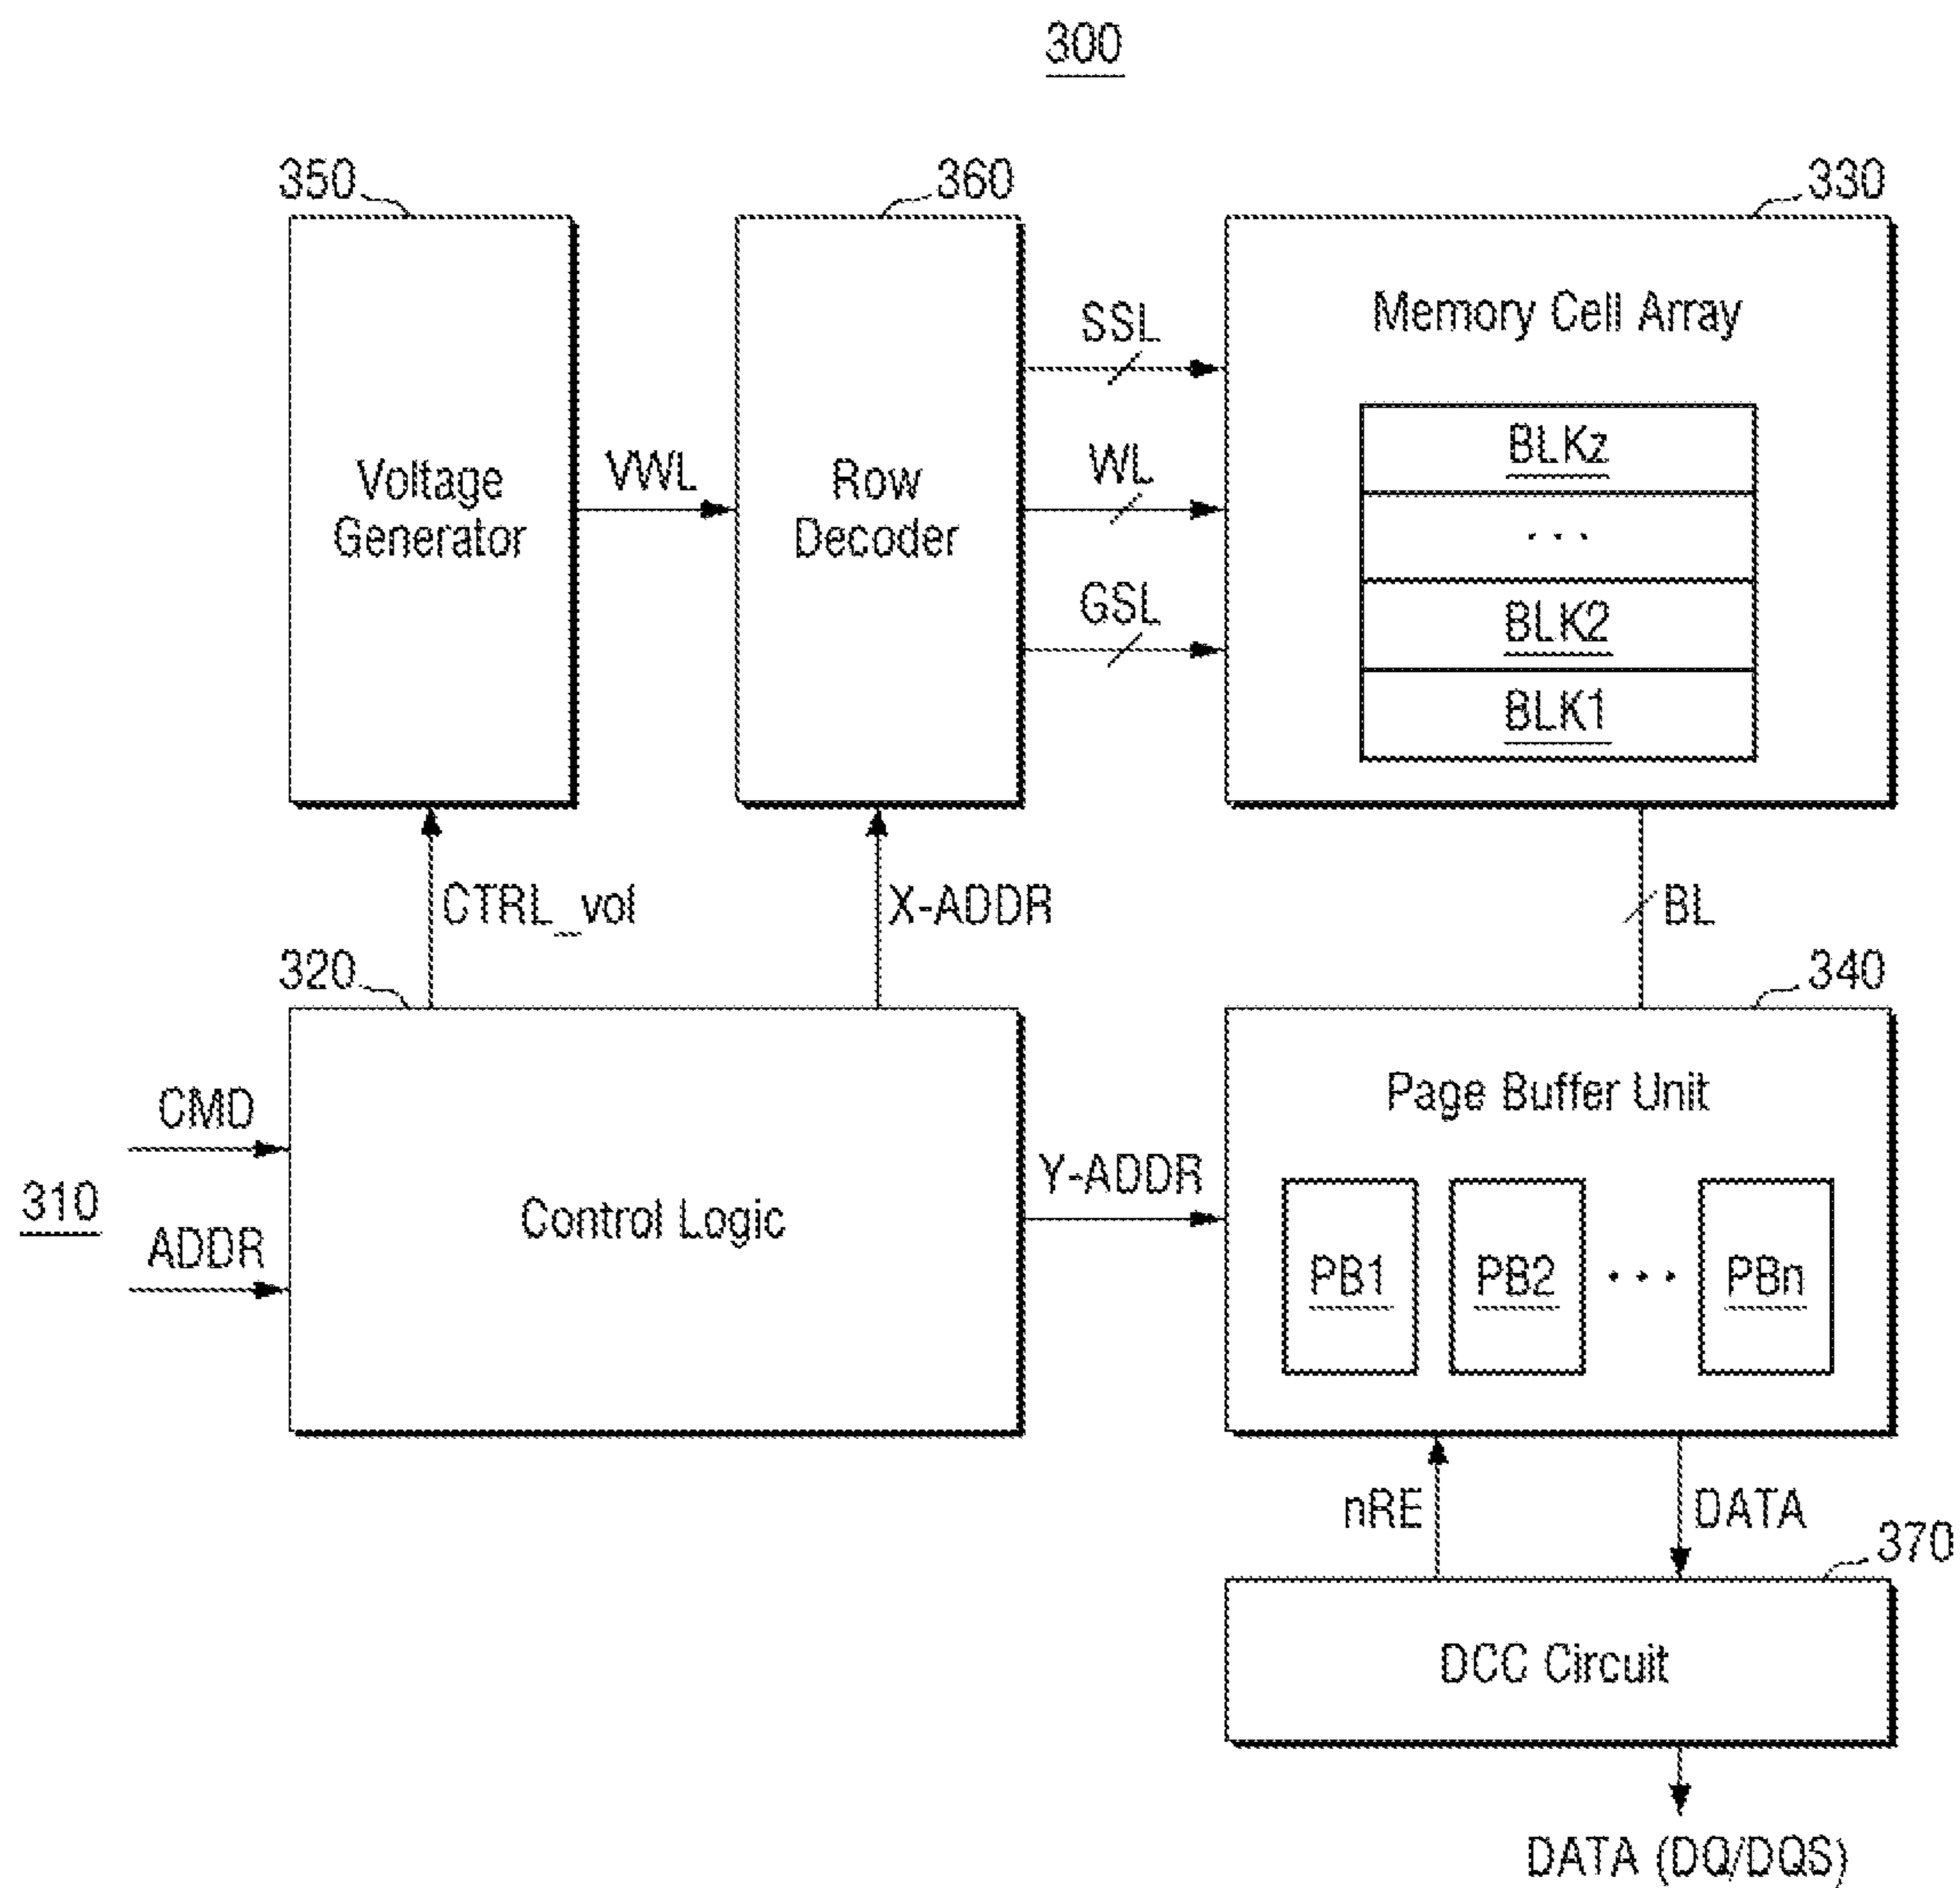 300
350
360
330
Voltage
Generator
VWL
Row
Decoder
SSL
WL
GSL
Memory Cell Array
BLKz
...
BLK2
BLK1
CTRL_vol
X-ADDR
BL
320
340
310
CMD
ADDR
Control Logic
Y-ADDR
Page Buffer Unit
PB1 PB2 ... PBn
nRE
DATA
370
DCC Circuit
DATA (DQ/DQS)